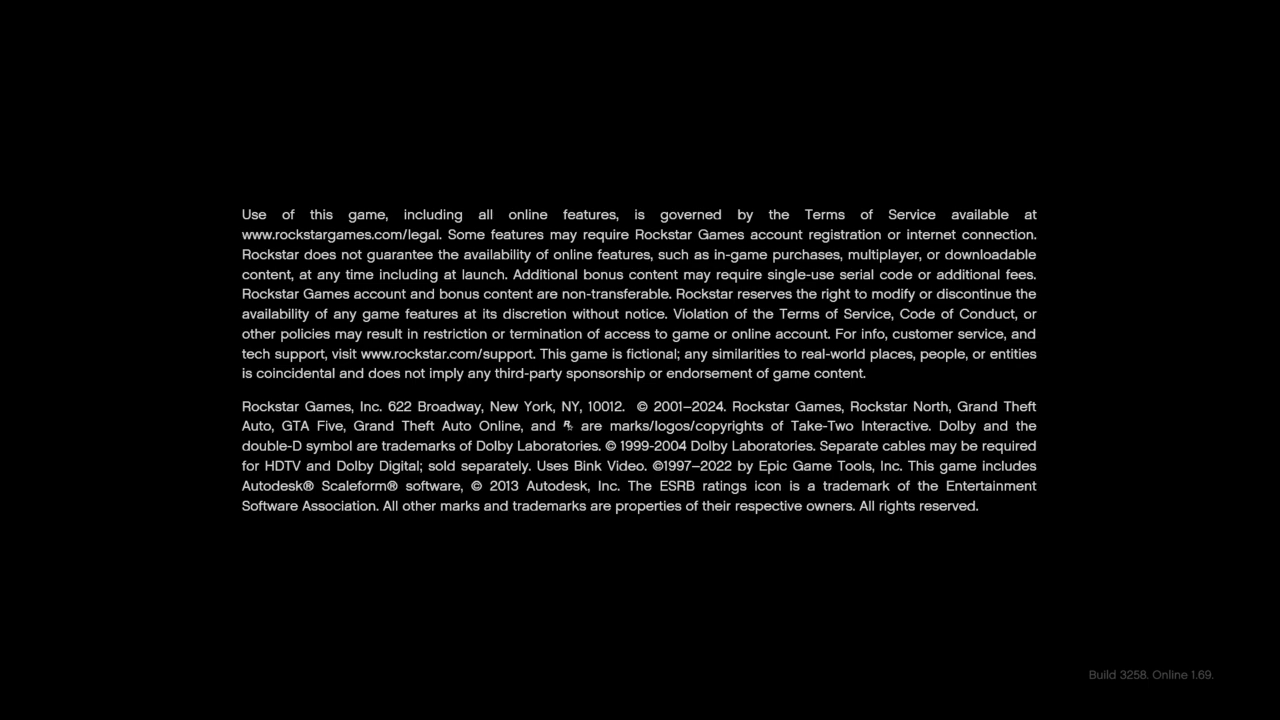 Use of this game, including all online features, is governed by the Terms of Service available at
www.rockstargames.com/legal. Some features may require Rockstar Games account registration or internet connection.
Rockstar does not guarantee the availability of online features, such as in-game purchases, multiplayer, or downloadable
content, at any time including at launch. Additional bonus content may require single-use serial code or additional fees.
Rockstar Games account and bonus content are non-transferable. Rockstar reserves the right to modify or discontinue the
availability of any game features at its discretion without notice. Violation of the Terms of Service, Code of Conduct, or
other policies may result in restriction or termination of access to game or online account. For info, customer service, and
tech support, visit www.rockstar.com/support. This game is fictional; any similarities to real-world places, people, or entities
is coincidental and does not imply any third-party sponsorship or endorsement of game content.
Rockstar Games, Inc. 622 Broadway, New York, NY, 10012. © 2001–2024. Rockstar Games, Rockstar North, Grand Theft
Auto, GTA Five, Grand Theft Auto Online, and R* are marks/logos/copyrights of Take-Two Interactive. Dolby and the
double-D symbol are trademarks of Dolby Laboratories. © 1999-2004 Dolby Laboratories. Separate cables may be required
for HDTV and Dolby Digital; sold separately. Uses Bink Video. ©1997–2022 by Epic Game Tools, Inc. This game includes
Autodesk® Scaleform® software, © 2013 Autodesk, Inc. The ESRB ratings icon is a trademark of the Entertainment
Software Association. All other marks and trademarks are properties of their respective owners. All rights reserved.
Build 3258. Online 1.69.